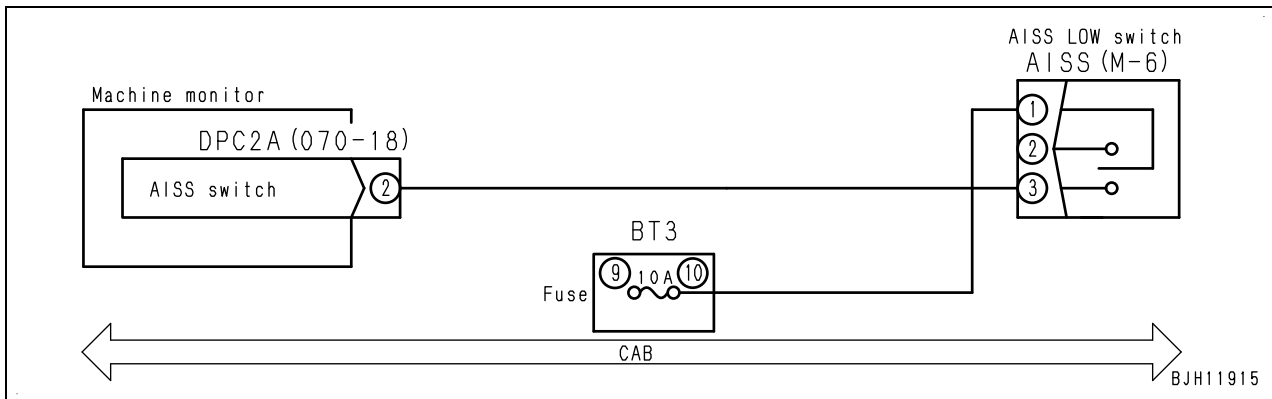 AISS LOW switch
AISS (M-6)
Machine monitor
DPC2A (070-18)
AISS switch
2
1
2
3
BT3
9 10A 10
Fuse
CAB
BJH11915